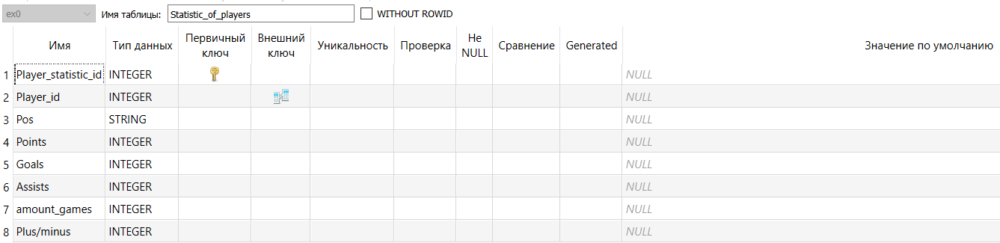 ex0 Имя таблицы: Statistic_of_players WITHOUT ROWID
Имя Тип данных Первичный ключ Внешний ключ Уникальность Проверка Не NULL Сравнение Generated Значение по умолчанию
1 Player_statistic_id INTEGER NULL
2 Player_id INTEGER NULL
3 Pos STRING NULL
4 Points INTEGER NULL
5 Goals INTEGER NULL
6 Assists INTEGER NULL
7 amount_games INTEGER NULL
8 Plus/minus INTEGER NULL